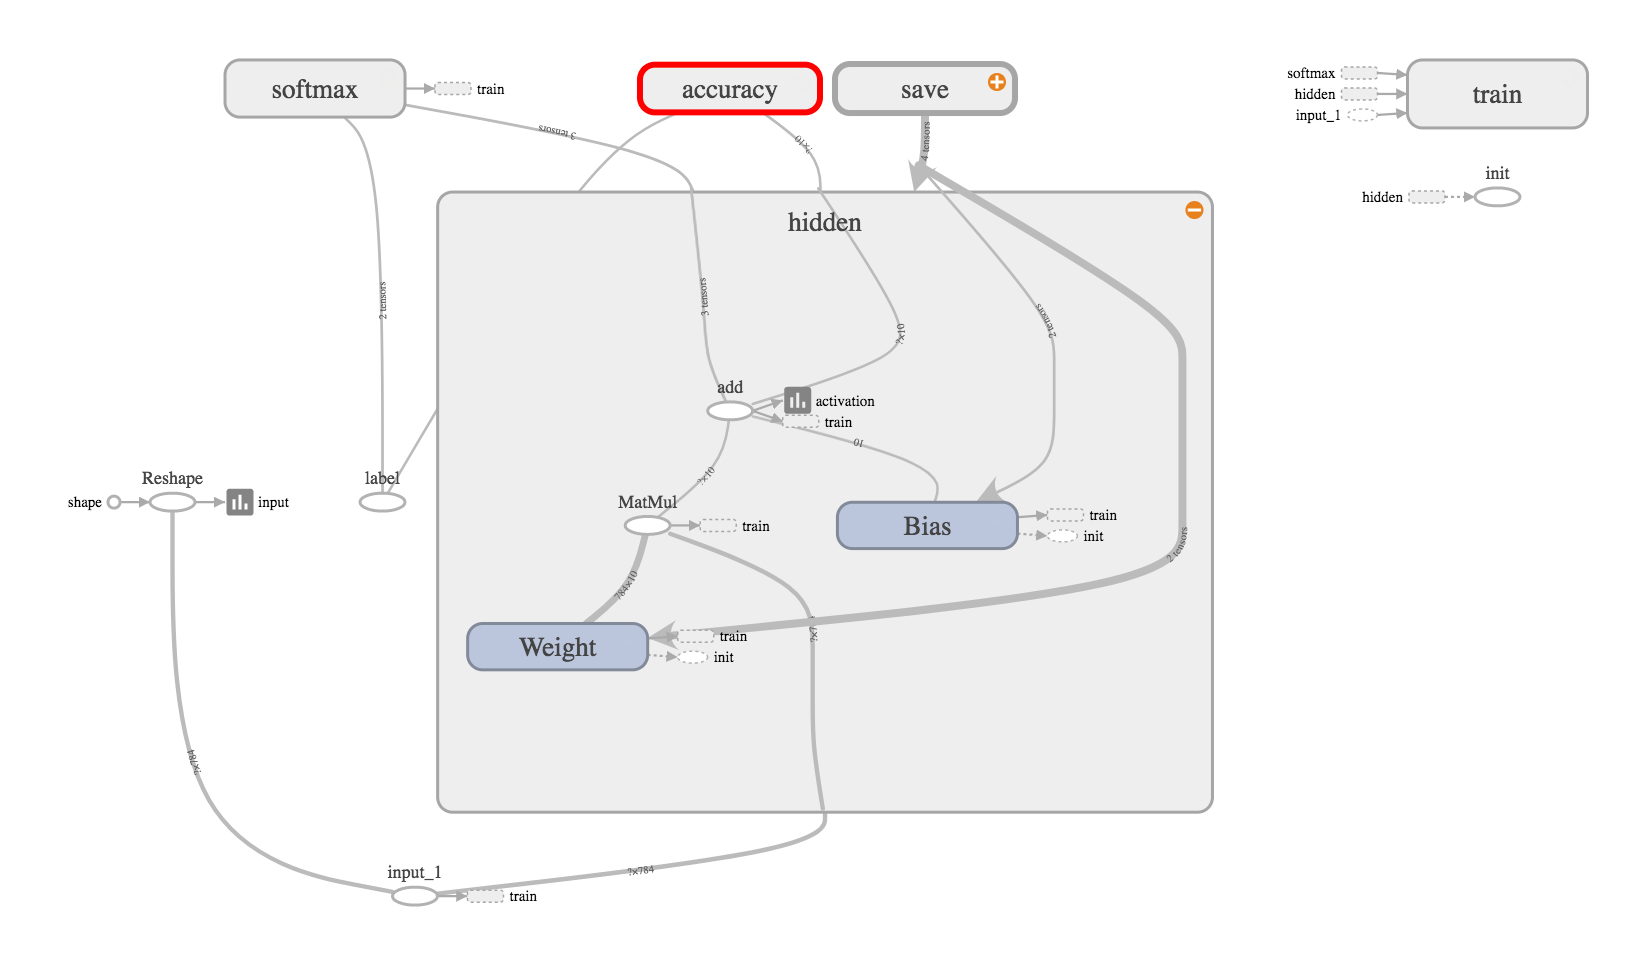 softmax
train
accuracy
save
softmax
hidden
input_1
train
3 tensors
?×10
4 tensors
init
hidden
hidden
2 tensors
3 tensors
?×10
2 tensors
add
activation
train
10
?×10
Reshape
shape
input
label
MatMul
train
Bias
train
init
2 tensors
784×10
Weight
train
init
?×784
?×784
input_1
train